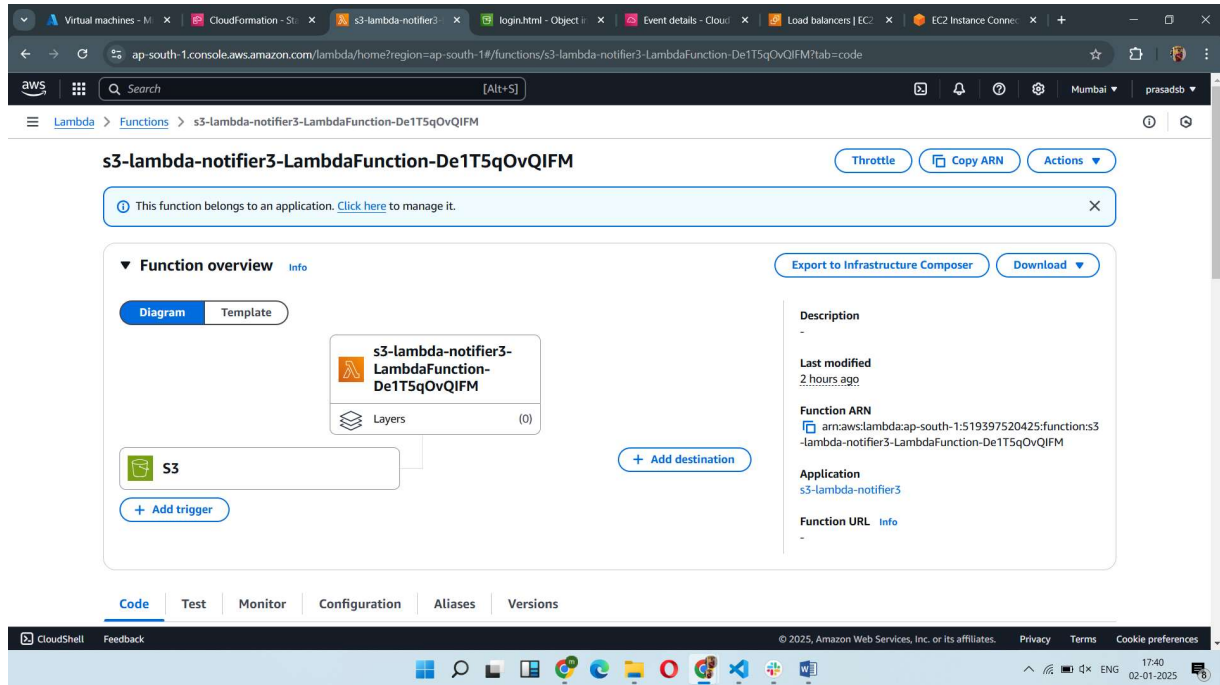 Virtual machines - Mi
CloudFormation - Sta
s3-lambda-notifier3-
login.html - Object in
Event details - Cloud
Load balancers | EC2
EC2 Instance Connec
ap-south-1.console.aws.amazon.com/lambda/home?region=ap-south-1#/functions/s3-lambda-notifier3-LambdaFunction-De1T5qOvQIFM?tab=code
aws
Search
[Alt+S]
Mumbai
prasadsb
Lambda > Functions > s3-lambda-notifier3-LambdaFunction-De1T5qOvQIFM
s3-lambda-notifier3-LambdaFunction-De1T5qOvQIFM
Throttle
Copy ARN
Actions
This function belongs to an application. Click here to manage it.
Function overview Info
Export to Infrastructure Composer
Download
Diagram
Template
s3-lambda-notifier3-
LambdaFunction-
De1T5qOvQIFM
Layers (0)
S3
+ Add trigger
+ Add destination
Description
-
Last modified
2 hours ago
Function ARN
arn:aws:lambda:ap-south-1:519397520425:function:s3
-lambda-notifier3-LambdaFunction-De1T5qOvQIFM
Application
s3-lambda-notifier3
Function URL Info
-
Code
Test
Monitor
Configuration
Aliases
Versions
CloudShell
Feedback
© 2025, Amazon Web Services, Inc. or its affiliates.
Privacy
Terms
Cookie preferences
ENG
17:40
02-01-2025